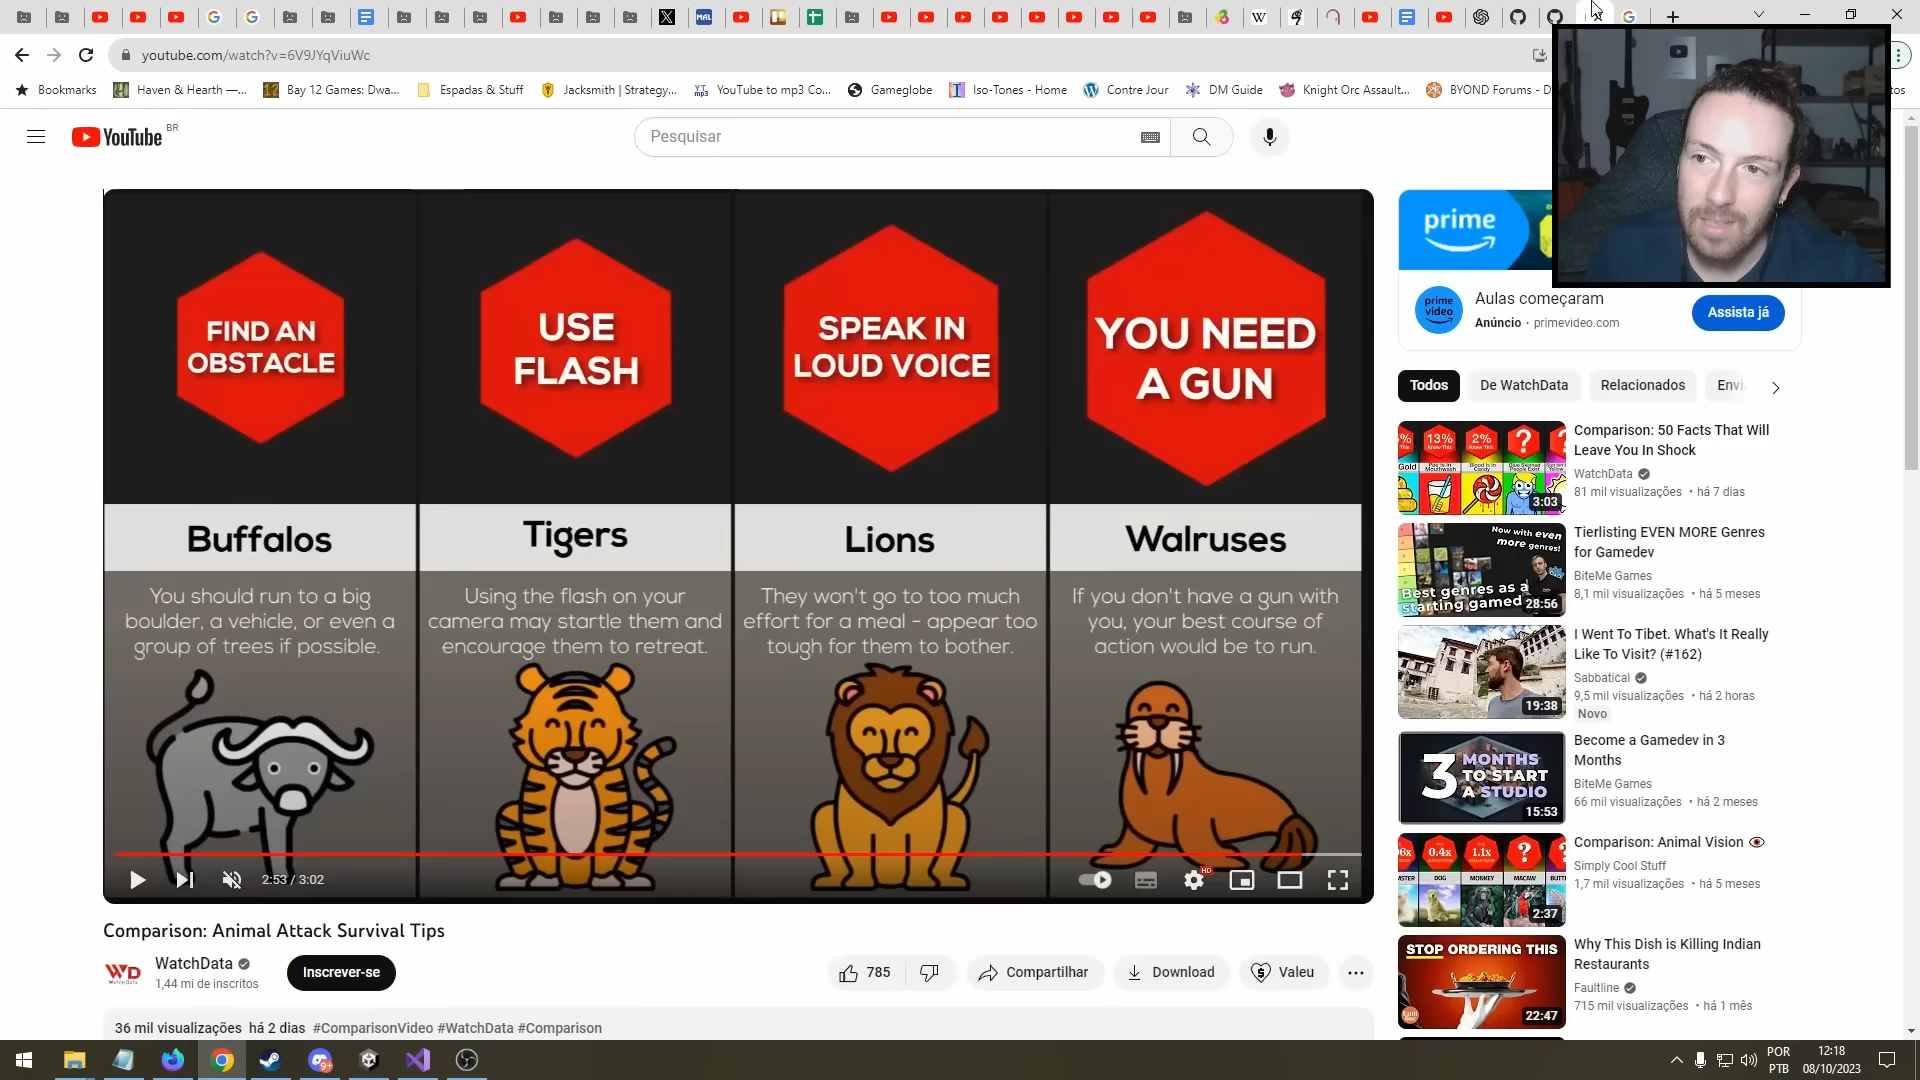 youtube.com/watch?v=6V9JYqViuWc
Bookmarks
Haven & Hearth —...
Bay 12 Games: Dwa...
Espadas & Stuff
Jacksmith | Strategy...
YouTube to mp3 Co...
Gameglobe
Iso-Tones - Home
Contre Jour
DM Guide
Knight Orc Assault...
BYOND Forums - D
YouTube BR
Pesquisar
FIND AN
OBSTACLE
USE
FLASH
SPEAK IN
LOUD VOICE
YOU NEED
A GUN
Buffalos
Tigers
Lions
Walruses
You should run to a big
boulder, a vehicle, or even a
group of trees if possible.
Using the flash on your
camera may startle them and
encourage them to retreat.
They won't go to too much
effort for a meal - appear too
tough for them to bother.
If you don't have a gun with
you, your best course of
action would be to run.
2:53 / 3:02
HD
Comparison: Animal Attack Survival Tips
WD
WatchData
1,44 mi de inscritos
Inscrever-se
785
Compartilhar
Download
Valeu
36 mil visualizações há 2 dias #ComparisonVideo #WatchData #Comparison
prime
prime
video
Aulas começaram
Anúncio · primevideo.com
Assista já
Todos
De WatchData
Relacionados
13%
2%
3:03
Comparison: 50 Facts That Will
Leave You In Shock
WatchData
81 mil visualizações • há 7 dias
Now with even
more genres!
Best genres as a
starting gamed
28:56
Tierlisting EVEN MORE Genres
for Gamedev
BiteMe Games
8,1 mil visualizações • há 5 meses
19:38
I Went To Tibet. What's It Really
Like To Visit? (#162)
Sabbatical
9,5 mil visualizações • há 2 horas
Novo
3 MONTHS
TO START
A STUDIO
15:53
Become a Gamedev in 3
Months
BiteMe Games
66 mil visualizações • há 2 meses
0.4x
1.1x
DOG
MONKEY
MACAW
2:37
Comparison: Animal Vision
Simply Cool Stuff
1,7 mil visualizações • há 5 meses
STOP ORDERING THIS
22:47
Why This Dish is Killing Indian
Restaurants
Faultline
715 mil visualizações • há 1 mês
POR
PTB
12:18
08/10/2023